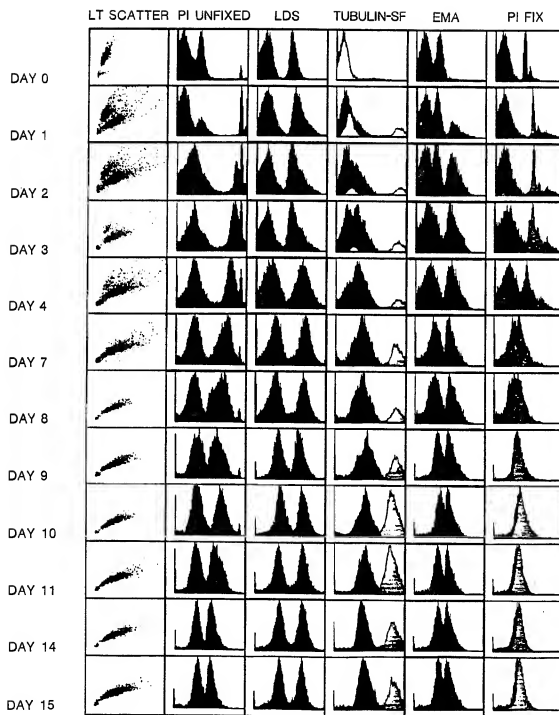 LT SCATTER PI UNFIXED LDS TUBULIN-SF EMA PI FIX
DAY 0
DAY 1
DAY 2
DAY 3
DAY 4
DAY 7
DAY 8
DAY 9
DAY 10
DAY 11
DAY 14
DAY 15